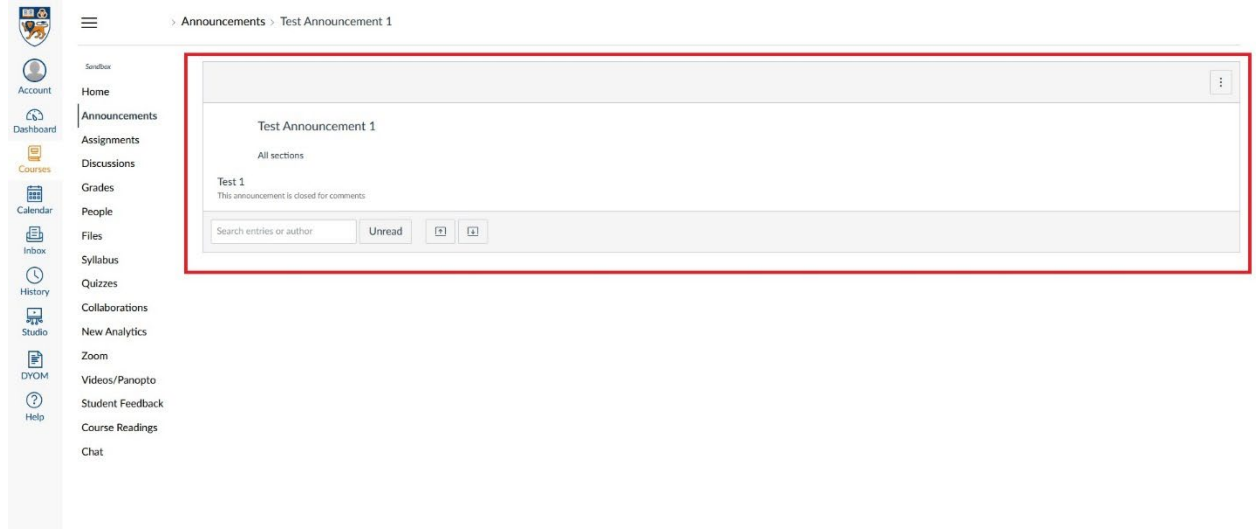 Announcements › Test Announcement 1
Account
Dashboard
Courses
Calendar
Inbox
History
Studio
DYOM
Help
Sandbox
Home
Announcements
Assignments
Discussions
Grades
People
Files
Syllabus
Quizzes
Collaborations
New Analytics
Zoom
Videos/Panopto
Student Feedback
Course Readings
Chat
Test Announcement 1
All sections
Test 1
This announcement is closed for comments
Search entries or author Unread